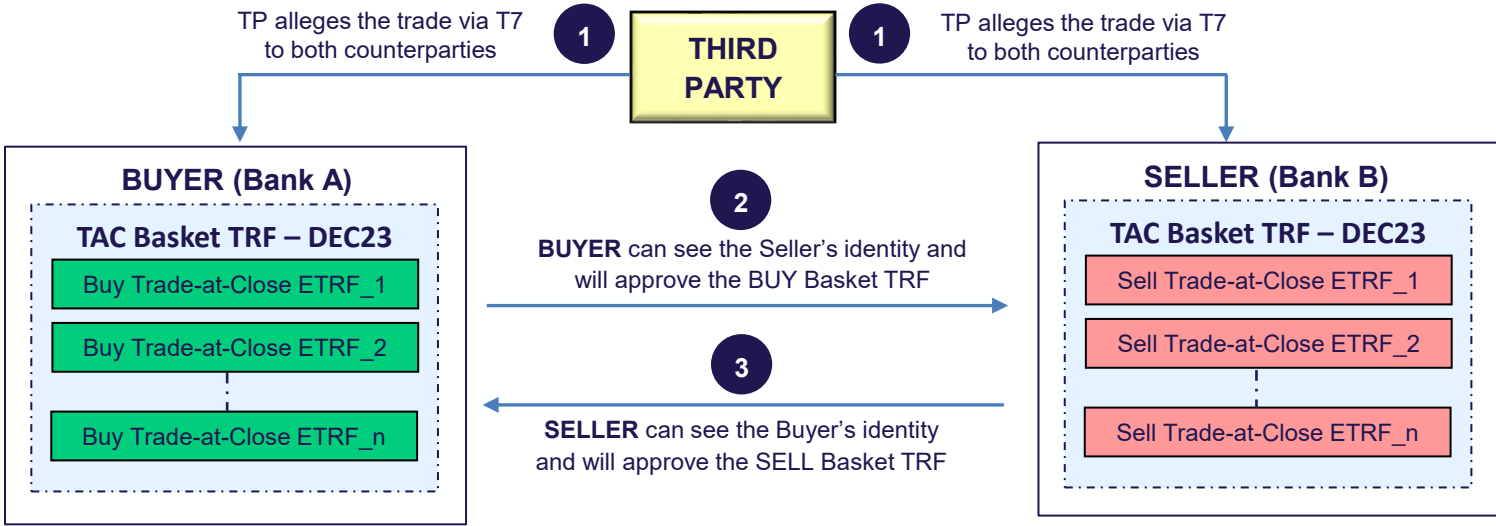 TP alleges the trade via T7
to both counterparties
1
THIRD
PARTY
1
TP alleges the trade via T7
to both counterparties
BUYER (Bank A)
TAC Basket TRF – DEC23
Buy Trade-at-Close ETRF_1
Buy Trade-at-Close ETRF_2
Buy Trade-at-Close ETRF_n
2
BUYER can see the Seller's identity and
will approve the BUY Basket TRF
3
SELLER can see the Buyer's identity
and will approve the SELL Basket TRF
SELLER (Bank B)
TAC Basket TRF – DEC23
Sell Trade-at-Close ETRF_1
Sell Trade-at-Close ETRF_2
Sell Trade-at-Close ETRF_n